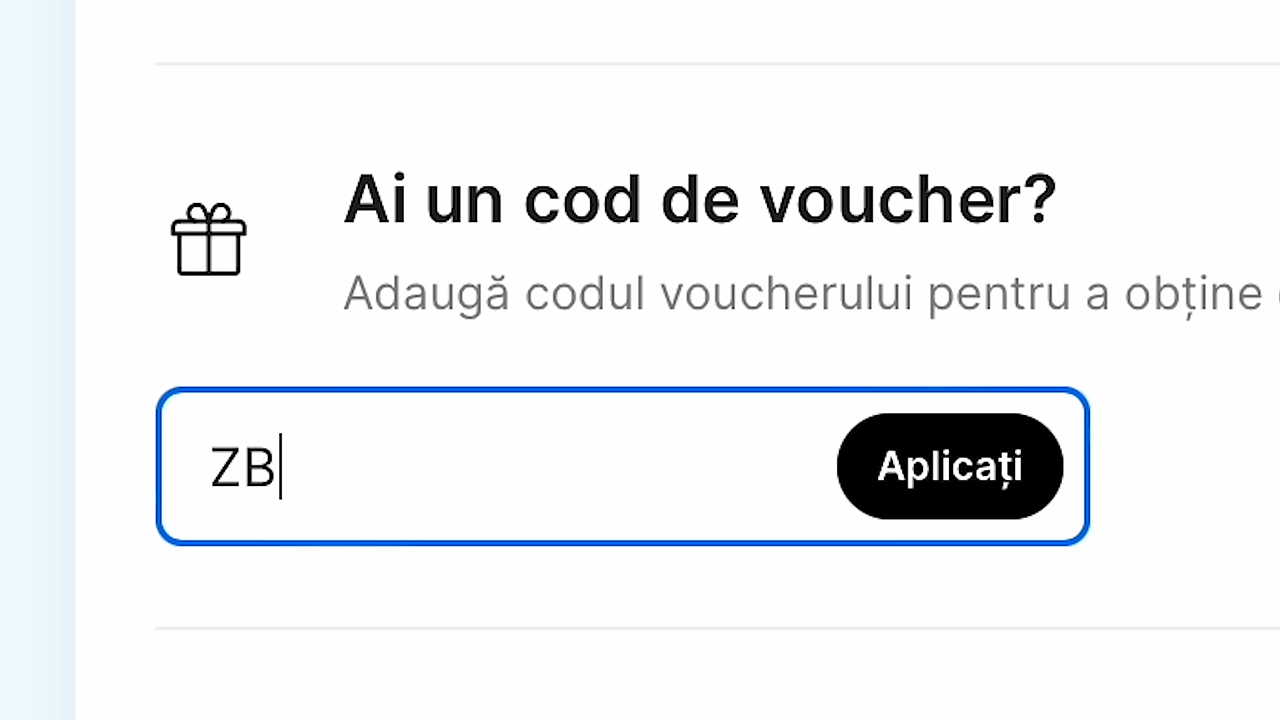 Ai un cod de voucher?
Adaugă codul voucherului pentru a obține
ZB
Aplicați